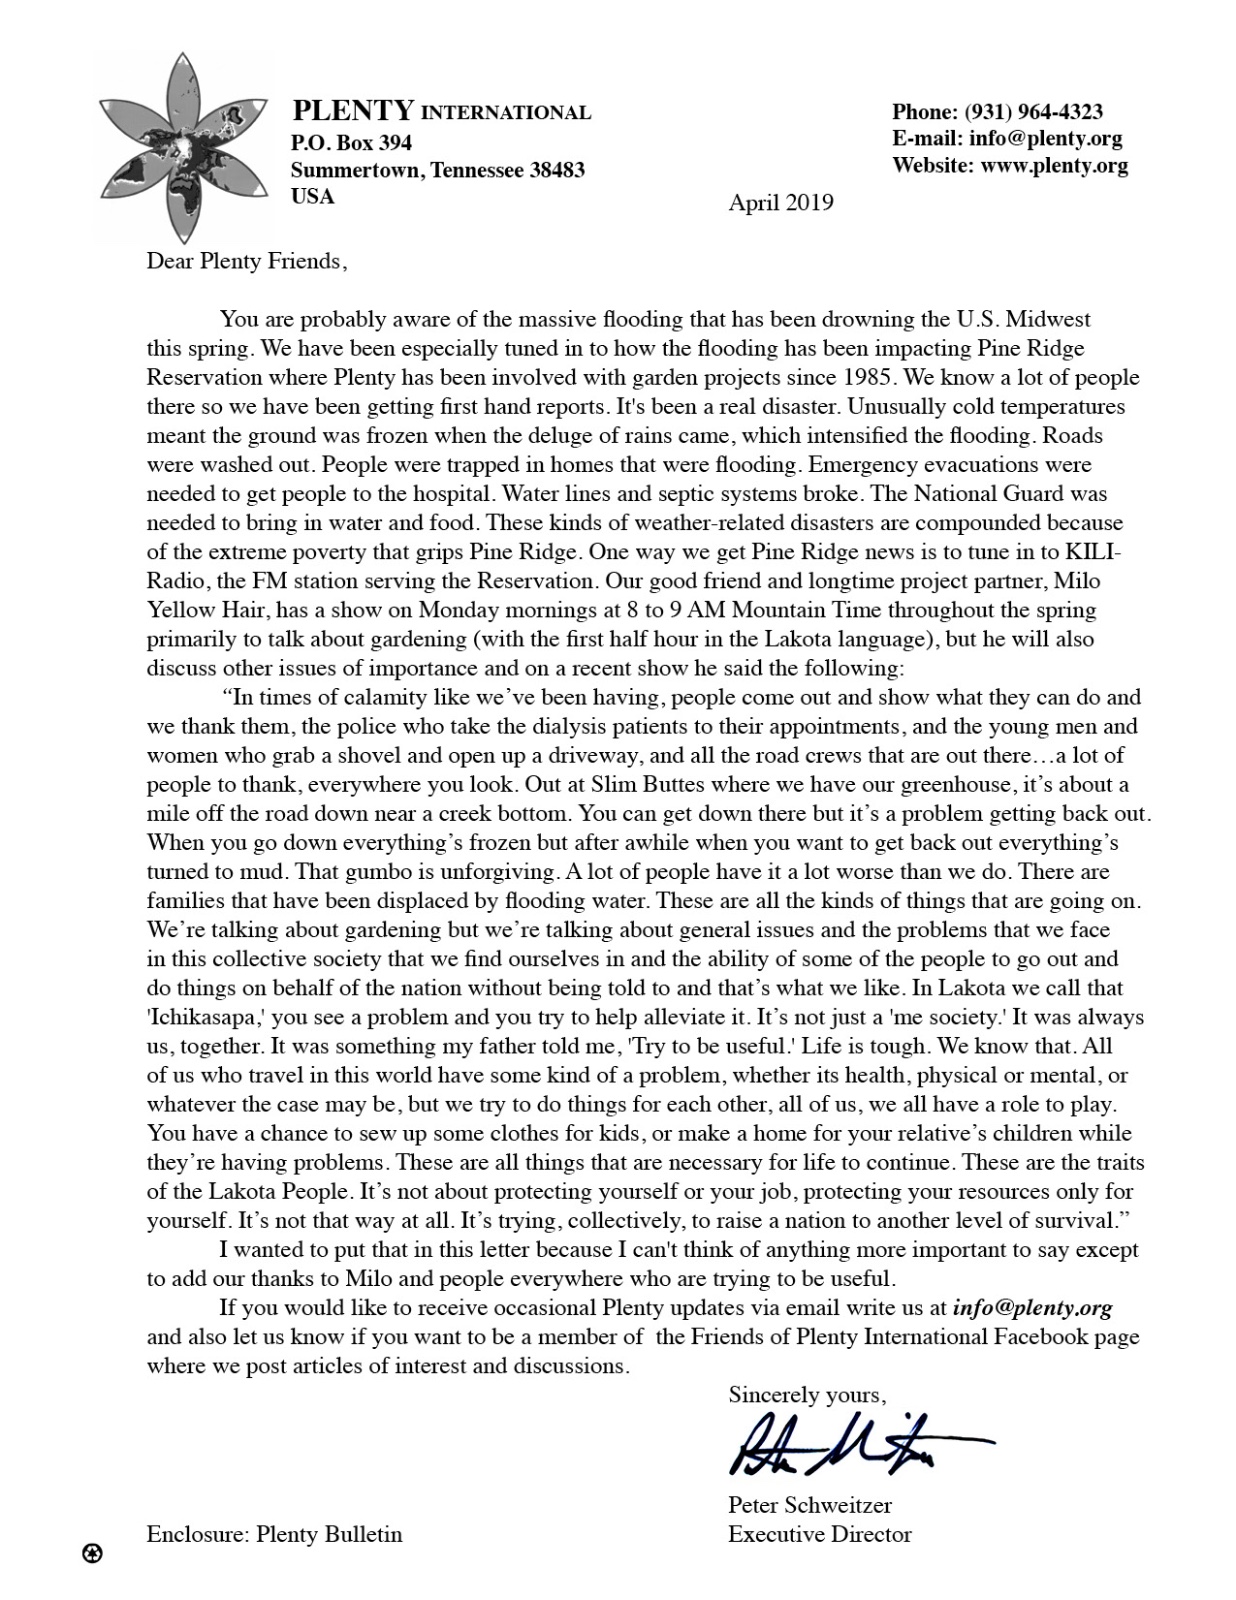 PLENTY INTERNATIONAL
P.O. Box 394
Summertown, Tennessee 38483
USA
Phone: (931) 964-4323
E-mail: info@plenty.org
Website: www.plenty.org
April 2019
Dear Plenty Friends,
You are probably aware of the massive flooding that has been drowning the U.S. Midwest
this spring. We have been especially tuned in to how the flooding has been impacting Pine Ridge
Reservation where Plenty has been involved with garden projects since 1985. We know a lot of people
there so we have been getting first hand reports. It's been a real disaster. Unusually cold temperatures
meant the ground was frozen when the deluge of rains came, which intensified the flooding. Roads
were washed out. People were trapped in homes that were flooding. Emergency evacuations were
needed to get people to the hospital. Water lines and septic systems broke. The National Guard was
needed to bring in water and food. These kinds of weather-related disasters are compounded because
of the extreme poverty that grips Pine Ridge. One way we get Pine Ridge news is to tune in to KILI-
Radio, the FM station serving the Reservation. Our good friend and longtime project partner, Milo
Yellow Hair, has a show on Monday mornings at 8 to 9 AM Mountain Time throughout the spring
primarily to talk about gardening (with the first half hour in the Lakota language), but he will also
discuss other issues of importance and on a recent show he said the following:
“In times of calamity like we’ve been having, people come out and show what they can do and
we thank them, the police who take the dialysis patients to their appointments, and the young men and
women who grab a shovel and open up a driveway, and all the road crews that are out there…a lot of
people to thank, everywhere you look. Out at Slim Buttes where we have our greenhouse, it’s about a
mile off the road down near a creek bottom. You can get down there but it’s a problem getting back out.
When you go down everything’s frozen but after awhile when you want to get back out everything’s
turned to mud. That gumbo is unforgiving. A lot of people have it a lot worse than we do. There are
families that have been displaced by flooding water. These are all the kinds of things that are going on.
We’re talking about gardening but we’re talking about general issues and the problems that we face
in this collective society that we find ourselves in and the ability of some of the people to go out and
do things on behalf of the nation without being told to and that’s what we like. In Lakota we call that
'Ichikasapa,' you see a problem and you try to help alleviate it. It’s not just a 'me society.' It was always
us, together. It was something my father told me, 'Try to be useful.' Life is tough. We know that. All
of us who travel in this world have some kind of a problem, whether its health, physical or mental, or
whatever the case may be, but we try to do things for each other, all of us, we all have a role to play.
You have a chance to sew up some clothes for kids, or make a home for your relative’s children while
they’re having problems. These are all things that are necessary for life to continue. These are the traits
of the Lakota People. It’s not about protecting yourself or your job, protecting your resources only for
yourself. It’s not that way at all. It’s trying, collectively, to raise a nation to another level of survival.”
I wanted to put that in this letter because I can't think of anything more important to say except
to add our thanks to Milo and people everywhere who are trying to be useful.
If you would like to receive occasional Plenty updates via email write us at info@plenty.org
and also let us know if you want to be a member of the Friends of Plenty International Facebook page
where we post articles of interest and discussions.
Sincerely yours,
Peter Schweitzer
Executive Director
Enclosure: Plenty Bulletin